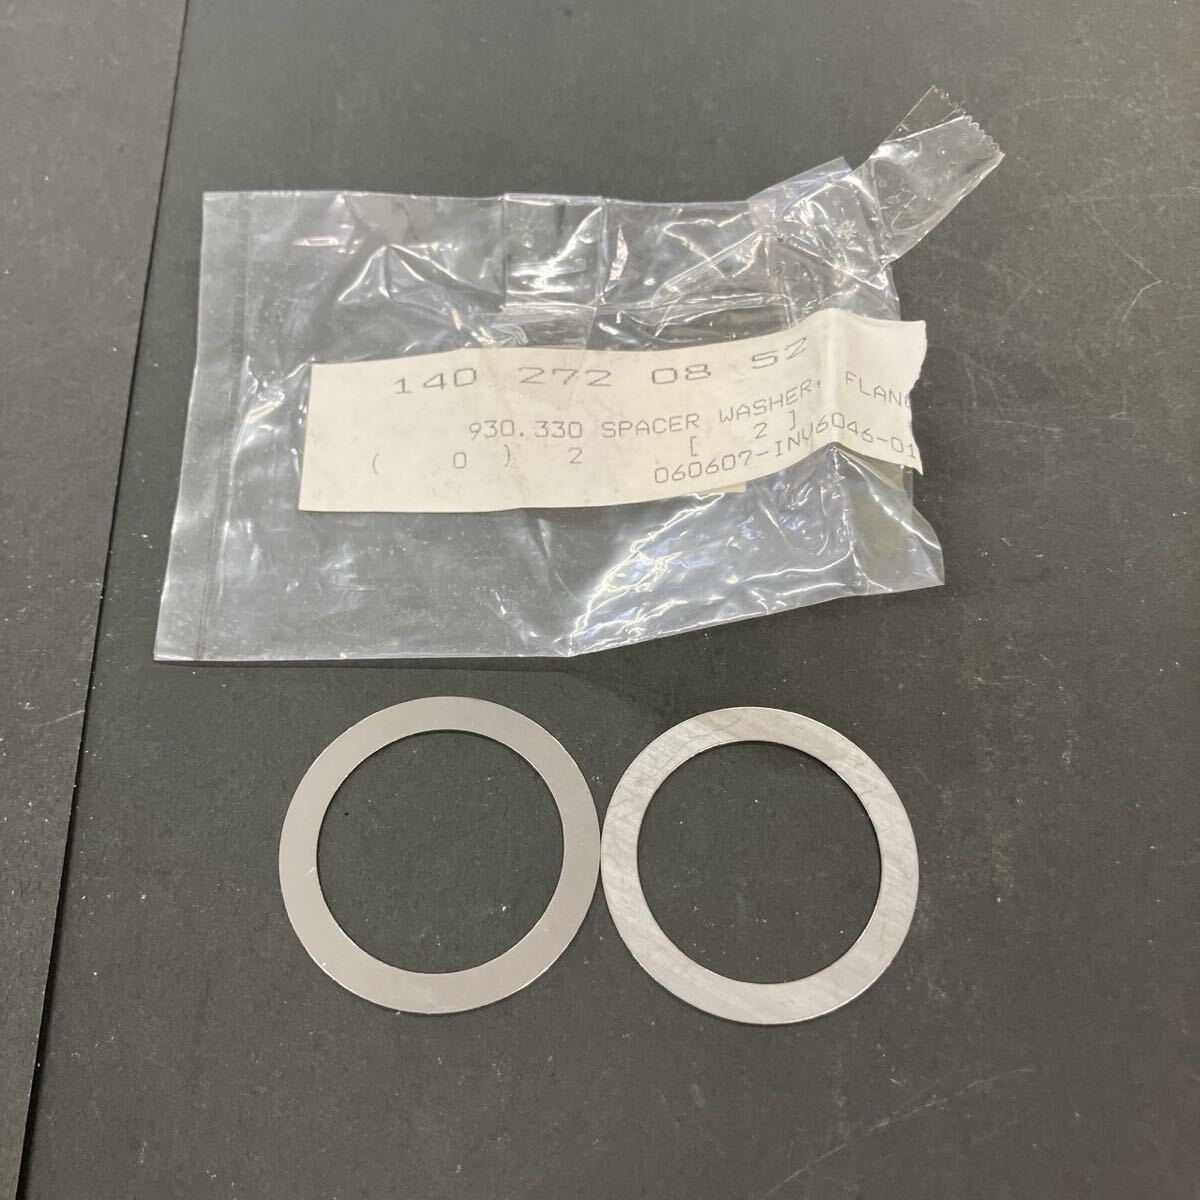 140 272 08 52
930.330 SPACER WASHER, FLANG
( 0 ) 2 [ 2 ]
060607-INV6046-01